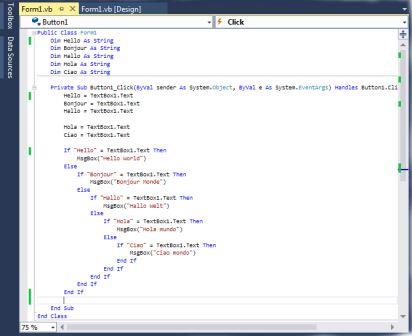 Form1.vb Form1.vb [Design]
Toolbox
Data Sources
Button1 Click
Public Class Form1
Dim Hello As String
Dim Bonjour As String
Dim Hallo As String
Dim Hola As String
Dim Ciao As String
Private Sub Button1_Click(ByVal sender As System.Object, ByVal e As System.EventArgs) Handles Button1.Cli
Hello = TextBox1.Text
Bonjour = TextBox1.Text
Hallo = TextBox1.Text
Hola = TextBox1.Text
Ciao = TextBox1.Text
If "Hello" = TextBox1.Text Then
MsgBox("Hello world")
Else
If "Bonjour" = TextBox1.Text Then
MsgBox("Bonjour Monde")
Else
If "Hallo" = TextBox1.Text Then
MsgBox("Hallo welt")
Else
If "Hola" = TextBox1.Text Then
MsgBox("Hola mundo")
Else
If "Ciao" = TextBox1.Text Then
MsgBox("Ciao mondo")
End If
End If
End If
End If
End If
End Sub
End Class
75 %